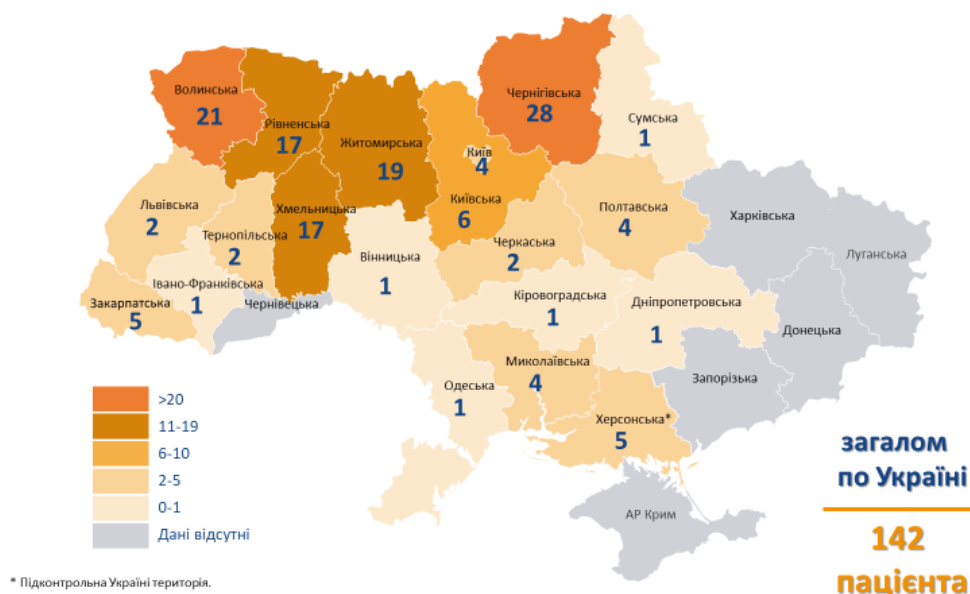 Волинська
21
Рівненська
17
Житомирська
19
Чернігівська
28
Сумська
1
Київ
4
Київська
6
Львівська
2
Тернопільська
2
Хмельницька
17
Вінницька
1
Черкаська
2
Полтавська
4
Харківська
Луганська
Закарпатська
5
Івано-Франківська
1
Чернівецька
Кіровоградська
1
Дніпропетровська
1
Донецька
Запорізька
Миколаївська
4
Одеська
1
Херсонська*
5
АР Крим
>20
11-19
6-10
2-5
0-1
Дані відсутні
загалом
по Україні
142
пацієнта
* Підконтрольна Україні територія.